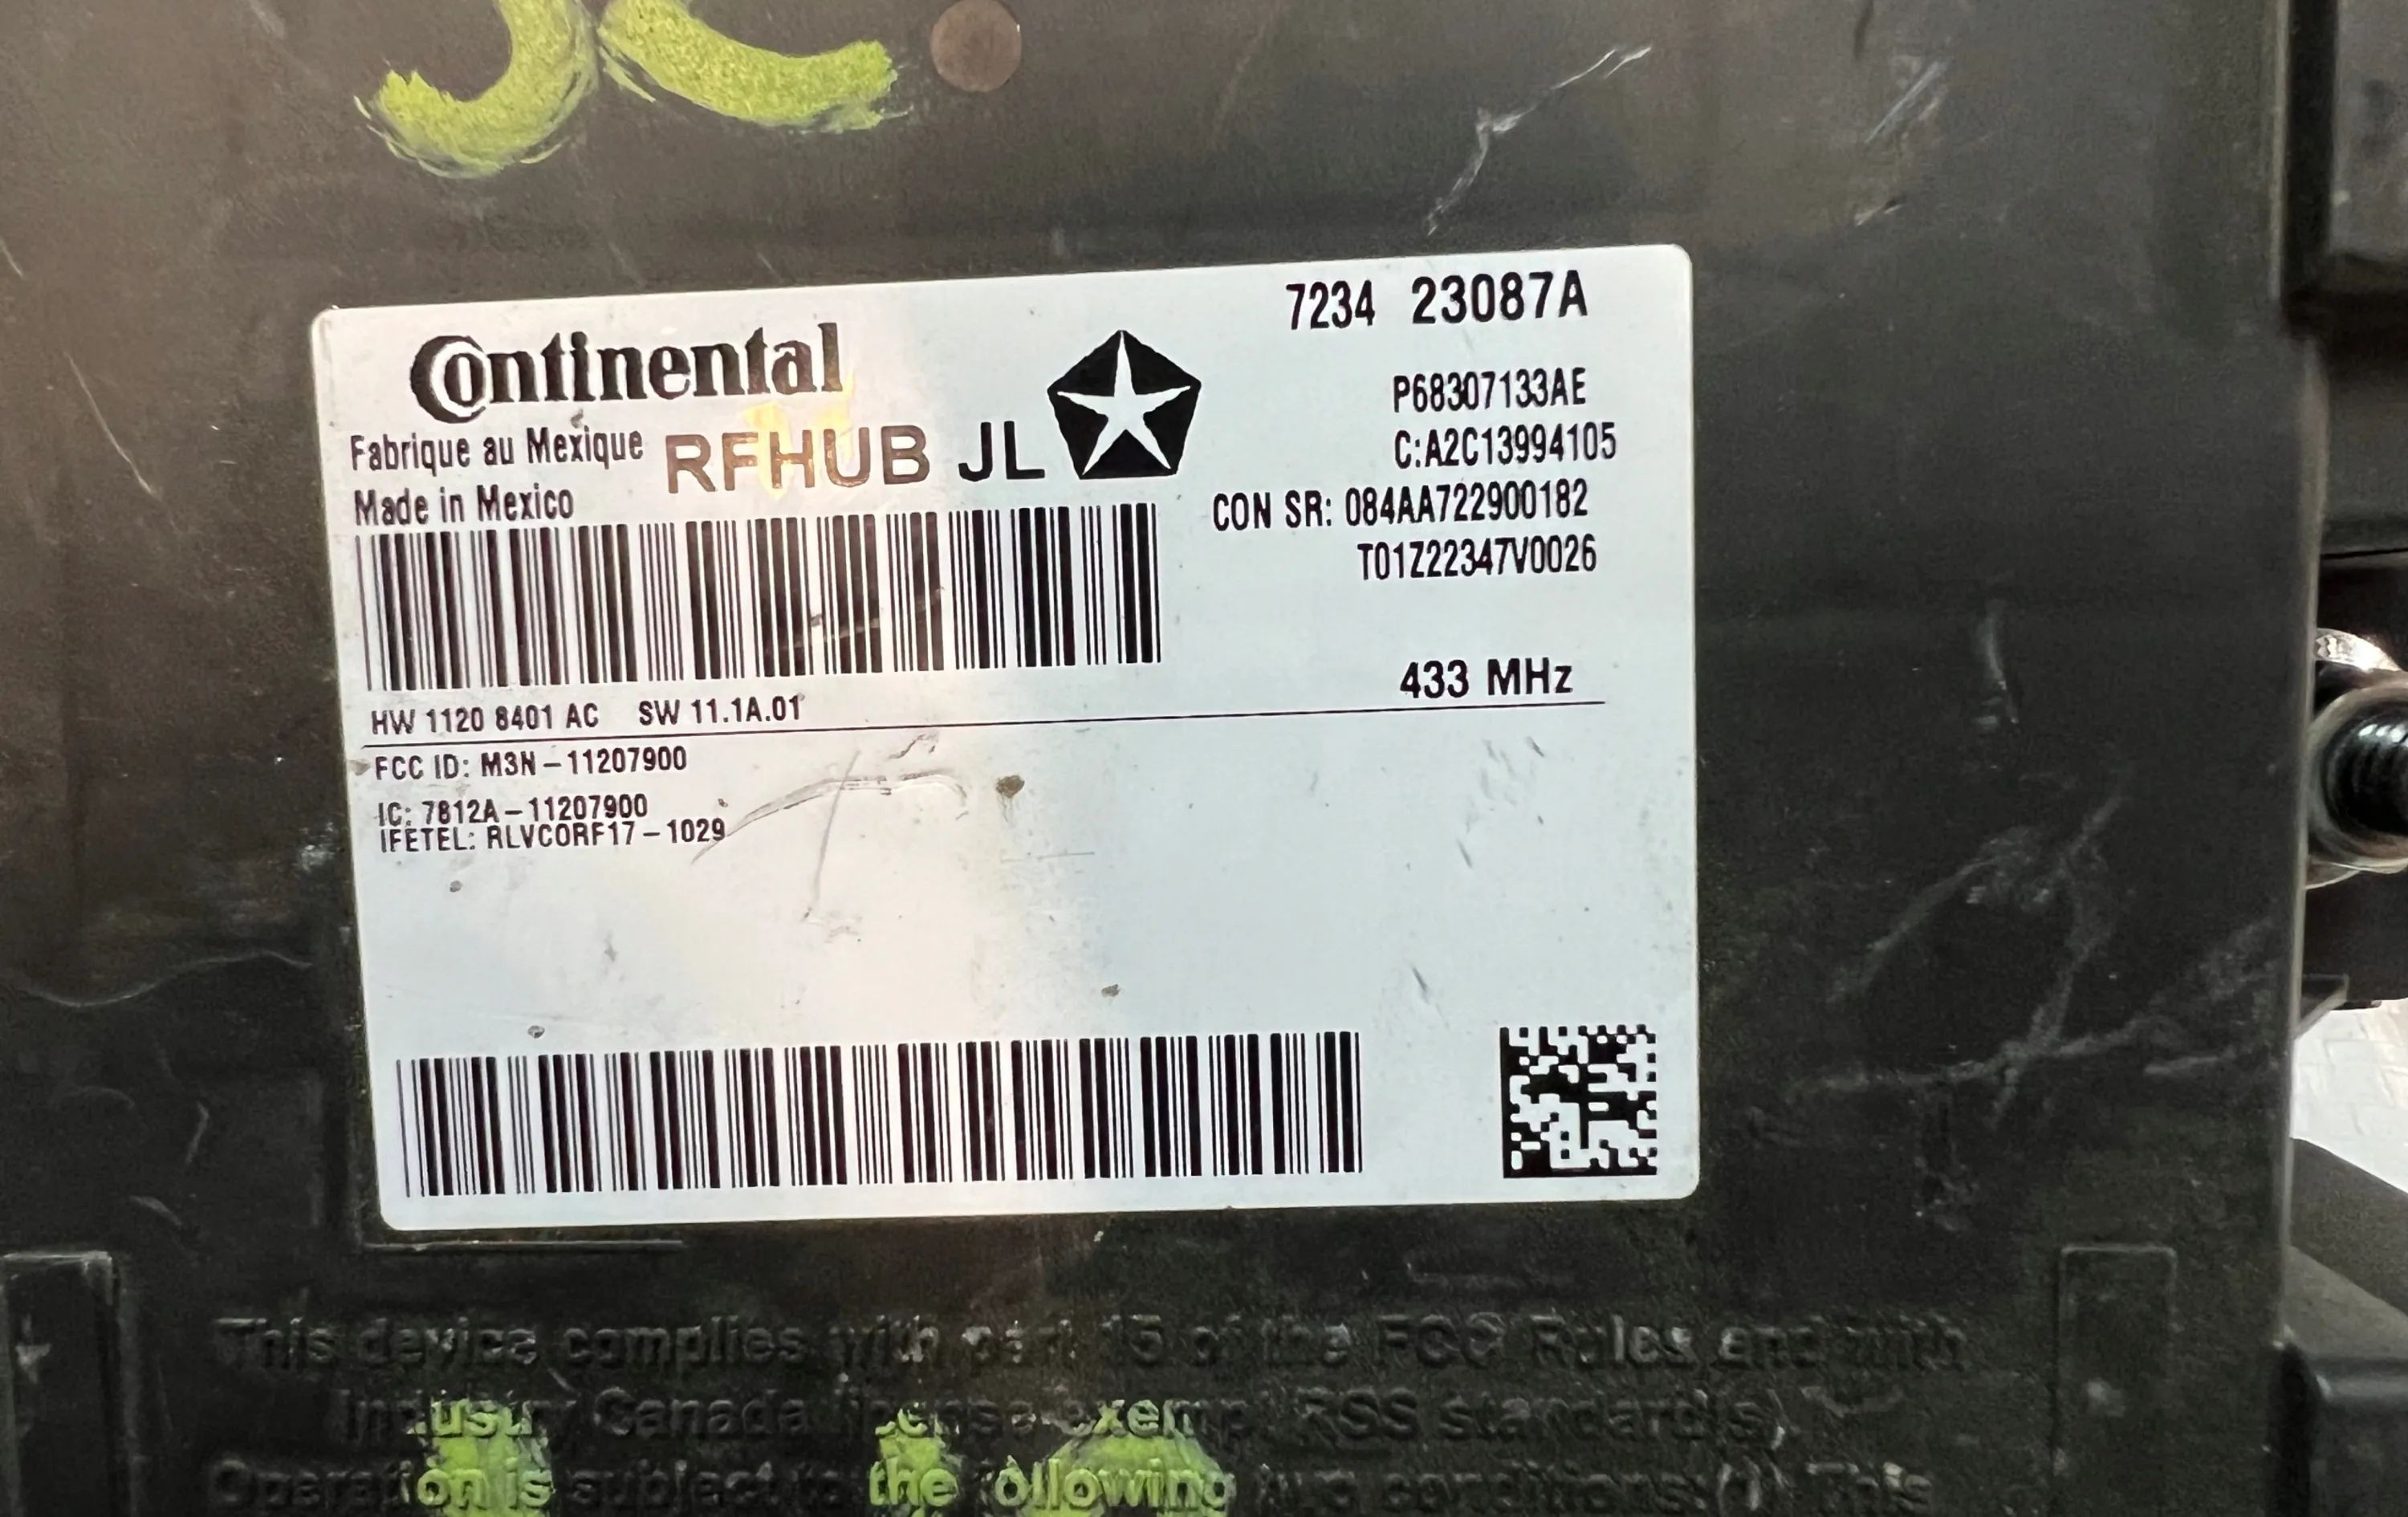 7234 23087A
Continental
P68307133AE
Fabrique au Mexique RFHUB JL
C:A2C13994105
Made in Mexico
CON SR: 084AA722900182
T01Z22347V0026
433 MHz
HW 1120 8401 AC SW 11.1A.01
FCC ID: M3N-11207900
IC: 7812A-11207900
IFETEL: RLVCORF17-1029
This device complies with part 15 of the FCC Rules and with
Industry Canada license exempt RSS standard(s).
Operation is subject to the following two conditions:(1) This